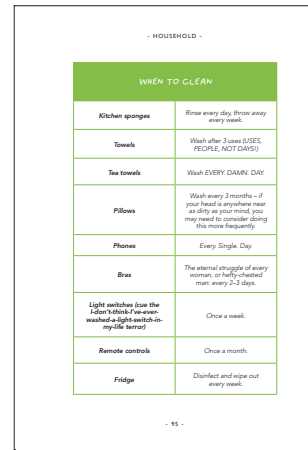 - HOUSEHOLD -
WHEN TO CLEAN
Kitchen sponges
Rinse every day, throw away
every week.
Towels
Wash after 3 uses (USES,
PEOPLE, NOT DAYS!)
Tea towels
Wash EVERY. DAMN. DAY.
Pillows
Wash every 3 months – if
your head is anywhere near
as dirty as your mind, you
may need to consider doing
this more frequently.
Phones
Every. Single. Day.
Bras
The eternal struggle of every
woman, or hefty-chested
man: every 2–3 days.
Light switches (cue the
I-don't-think-I've-ever-
washed-a-light-switch-in-
my-life terror)
Once a week.
Remote controls
Once a month.
Fridge
Disinfect and wipe out
every week.
- 95 -